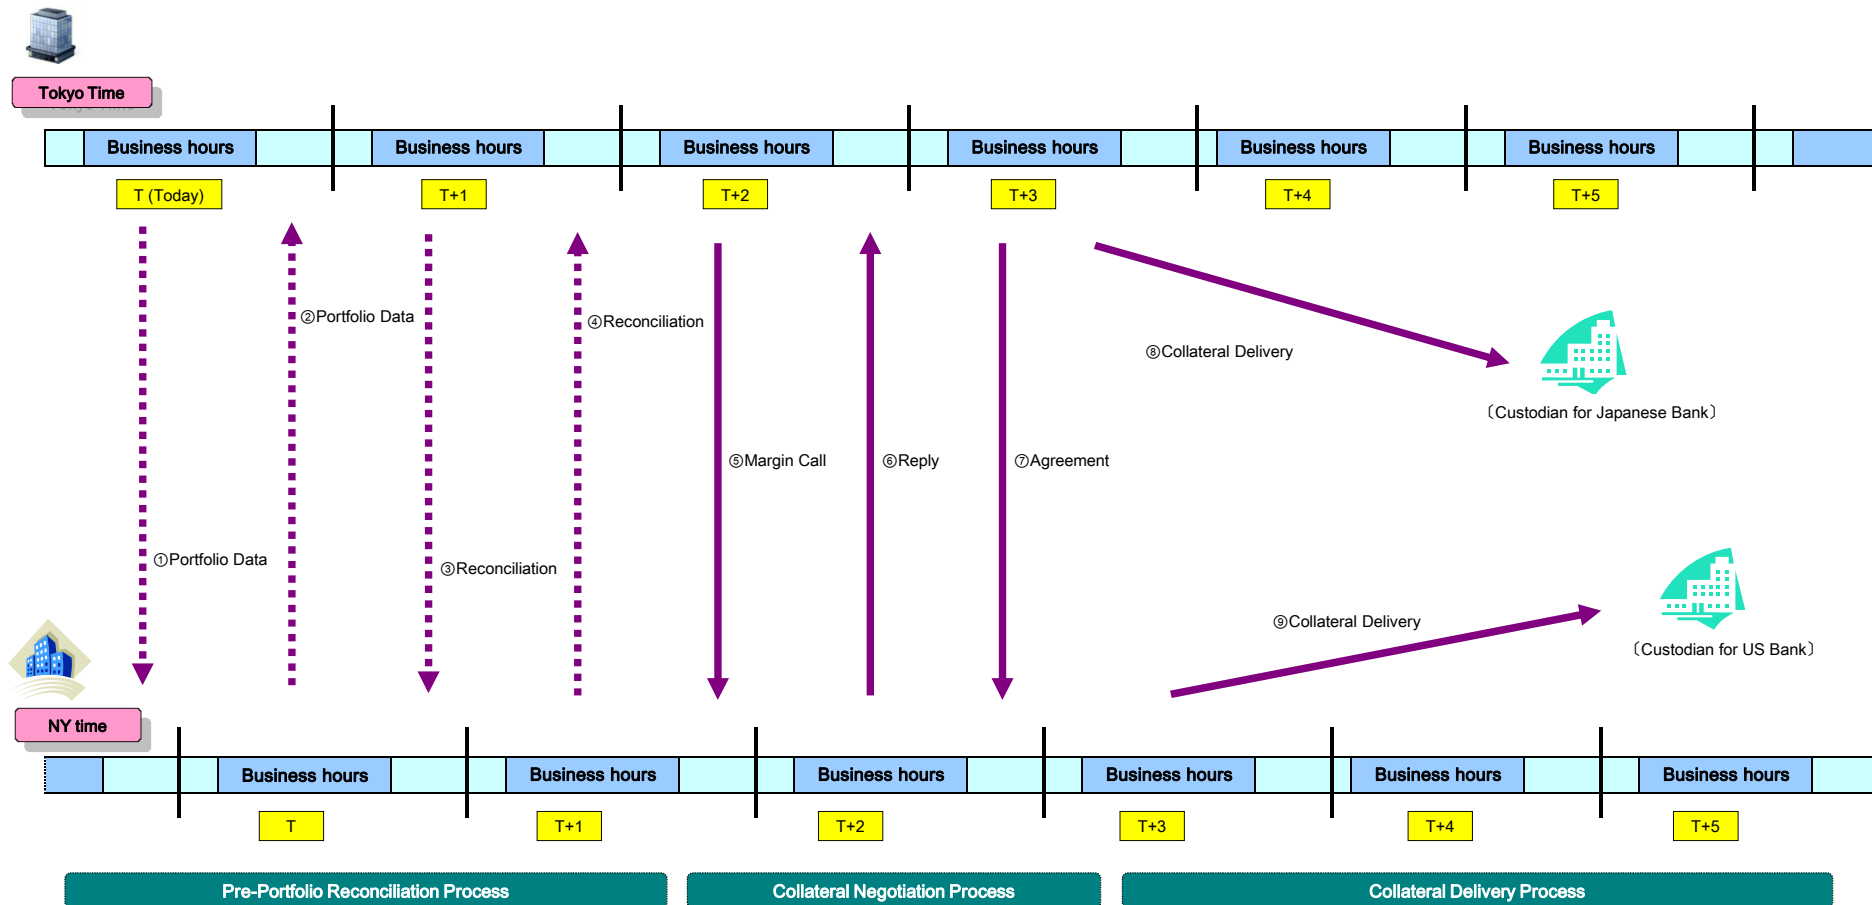 Tokyo Time
Business hours Business hours Business hours Business hours Business hours Business hours
T (Today) T+1 T+2 T+3 T+4 T+5
②Portfolio Data
④Reconciliation
⑧Collateral Delivery
〔Custodian for Japanese Bank〕
⑤Margin Call
⑥Reply
⑦Agreement
①Portfolio Data
③Reconciliation
⑨Collateral Delivery
〔Custodian for US Bank〕
NY time
Business hours Business hours Business hours Business hours Business hours Business hours
T T+1 T+2 T+3 T+4 T+5
Pre-Portfolio Reconciliation Process Collateral Negotiation Process Collateral Delivery Process